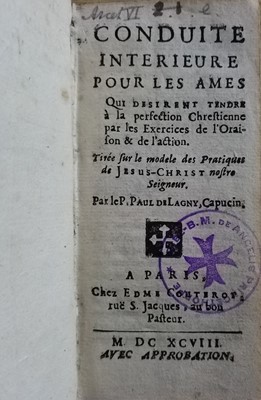 CONDUITE
INTERIEURE
POUR LES AMES
QUI DESIRENT TENDRE
à la perfection Chrestienne
par les Exercices de l'Orai-
son & de l'action.
Tirée sur le modele des Pratiques
de JESUS-CHRIST nostre
Seigneur.
Par le P. PAUL DE LAGNY, Capucin.
A PARIS,
Chez EDME COUTEROT,
ruë S. Jacques, au bon
Pasteur.
M. DC XCVIII.
AVEC APPROBATION.